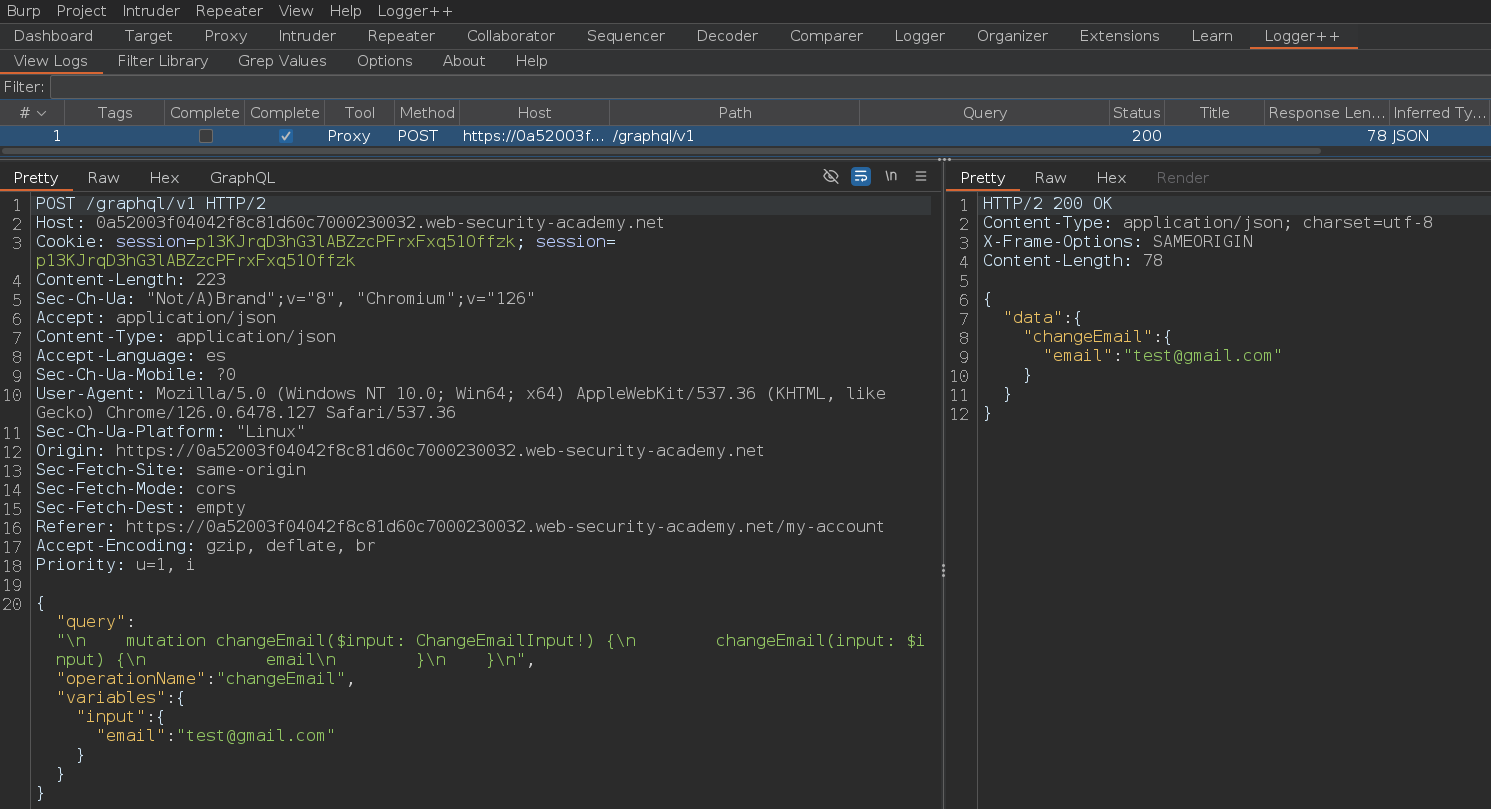 Burp Project Intruder Repeater View Help Logger++
Dashboard Target Proxy Intruder Repeater Collaborator Sequencer Decoder Comparer Logger Organizer Extensions Learn Logger++
View Logs Filter Library Grep Values Options About Help
Filter:
# Tags Complete Complete Tool Method Host Path Query Status Title Response Len... Inferred Ty...
1 Proxy POST https://0a52003f... /graphql/v1 200 78 JSON
Pretty Raw Hex GraphQL \n
1 POST /graphql/v1 HTTP/2
2 Host: 0a52003f04042f8c81d60c7000230032.web-security-academy.net
3 Cookie: session=p13KJrqD3hG3lABZzcPFrxFxq51Offzk; session=
p13KJrqD3hG3lABZzcPFrxFxq51Offzk
4 Content-Length: 223
5 Sec-Ch-Ua: "Not/A)Brand";v="8", "Chromium";v="126"
6 Accept: application/json
7 Content-Type: application/json
8 Accept-Language: es
9 Sec-Ch-Ua-Mobile: ?0
10 User-Agent: Mozilla/5.0 (Windows NT 10.0; Win64; x64) AppleWebKit/537.36 (KHTML, like
Gecko) Chrome/126.0.6478.127 Safari/537.36
11 Sec-Ch-Ua-Platform: "Linux"
12 Origin: https://0a52003f04042f8c81d60c7000230032.web-security-academy.net
13 Sec-Fetch-Site: same-origin
14 Sec-Fetch-Mode: cors
15 Sec-Fetch-Dest: empty
16 Referer: https://0a52003f04042f8c81d60c7000230032.web-security-academy.net/my-account
17 Accept-Encoding: gzip, deflate, br
18 Priority: u=1, i
19
20 {
"query":
"\n    mutation changeEmail($input: ChangeEmailInput!) {\n        changeEmail(input: $i
nput) {\n            email\n        }\n    }\n",
"operationName":"changeEmail",
"variables":{
"input":{
"email":"test@gmail.com"
}
}
}
Pretty Raw Hex Render
1 HTTP/2 200 OK
2 Content-Type: application/json; charset=utf-8
3 X-Frame-Options: SAMEORIGIN
4 Content-Length: 78
5
6 {
7 "data":{
8 "changeEmail":{
9 "email":"test@gmail.com"
10 }
11 }
12 }